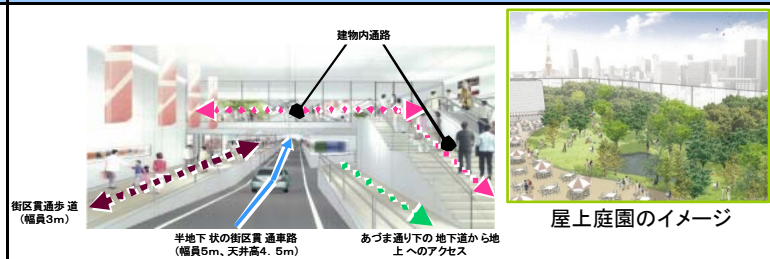 建物内通路
街区貫通歩 道
(幅員3m)
半地下 状の街区貫 通車路
(幅員5m、天井高4. 5m)
あづま通り下の 地下道か ら地
上 へのアクセス
屋上庭園のイメージ